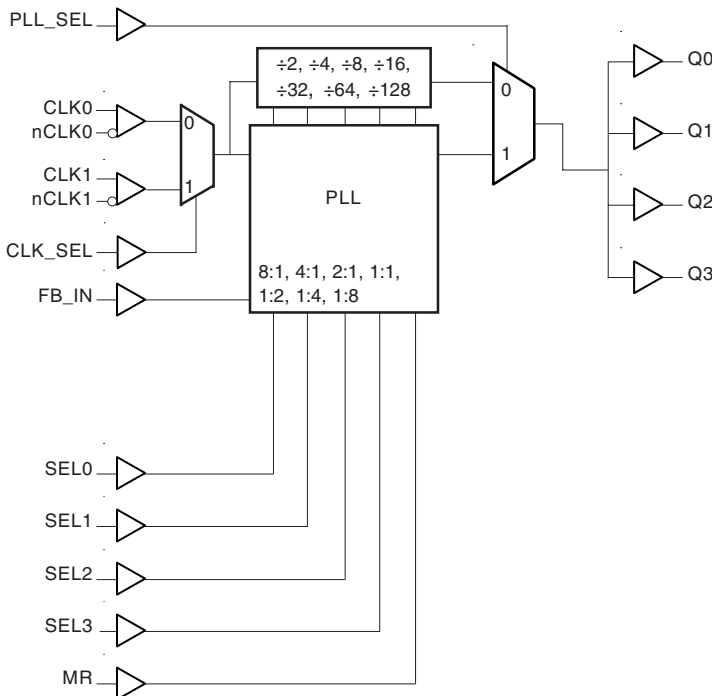 PLL_SEL
÷2, ÷4, ÷8, ÷16,
÷32, ÷64, ÷128
0
1
Q0
Q1
Q2
Q3
CLK0
nCLK0
CLK1
nCLK1
0
1
CLK_SEL
FB_IN
PLL
8:1, 4:1, 2:1, 1:1,
1:2, 1:4, 1:8
SEL0
SEL1
SEL2
SEL3
MR